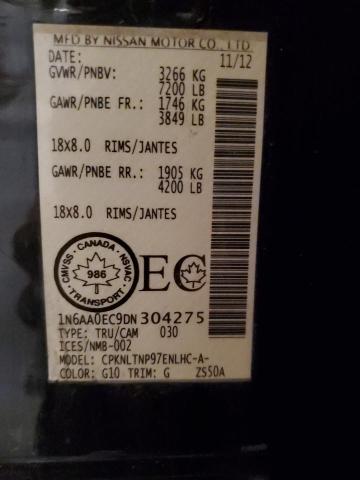 MFD BY NISSAN MOTOR CO., LTD.
DATE: 11/12
GVWR/PNBV: 3266 KG
7200 LB
GAWR/PNBE FR.: 1746 KG
3849 LB
18X8.0 RIMS/JANTES
GAWR/PNBE RR.: 1905 KG
4200 LB
18X8.0 RIMS/JANTES
CANADA
CMVSS NSVAC
986
TRANSPORT
EC
1N6AA0EC9DN304275
TYPE: TRU/CAM 030
ICES/NMB-002
MODEL: CPKNLTNP97ENLHC-A-
COLOR: G10 TRIM: G ZS50A